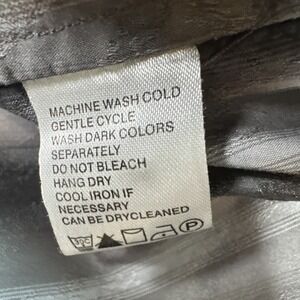 MACHINE WASH COLD
GENTLE CYCLE
WASH DARK COLORS
SEPARATELY
DO NOT BLEACH
HANG DRY
COOL IRON IF
NECESSARY
CAN BE DRYCLEANED
30C P